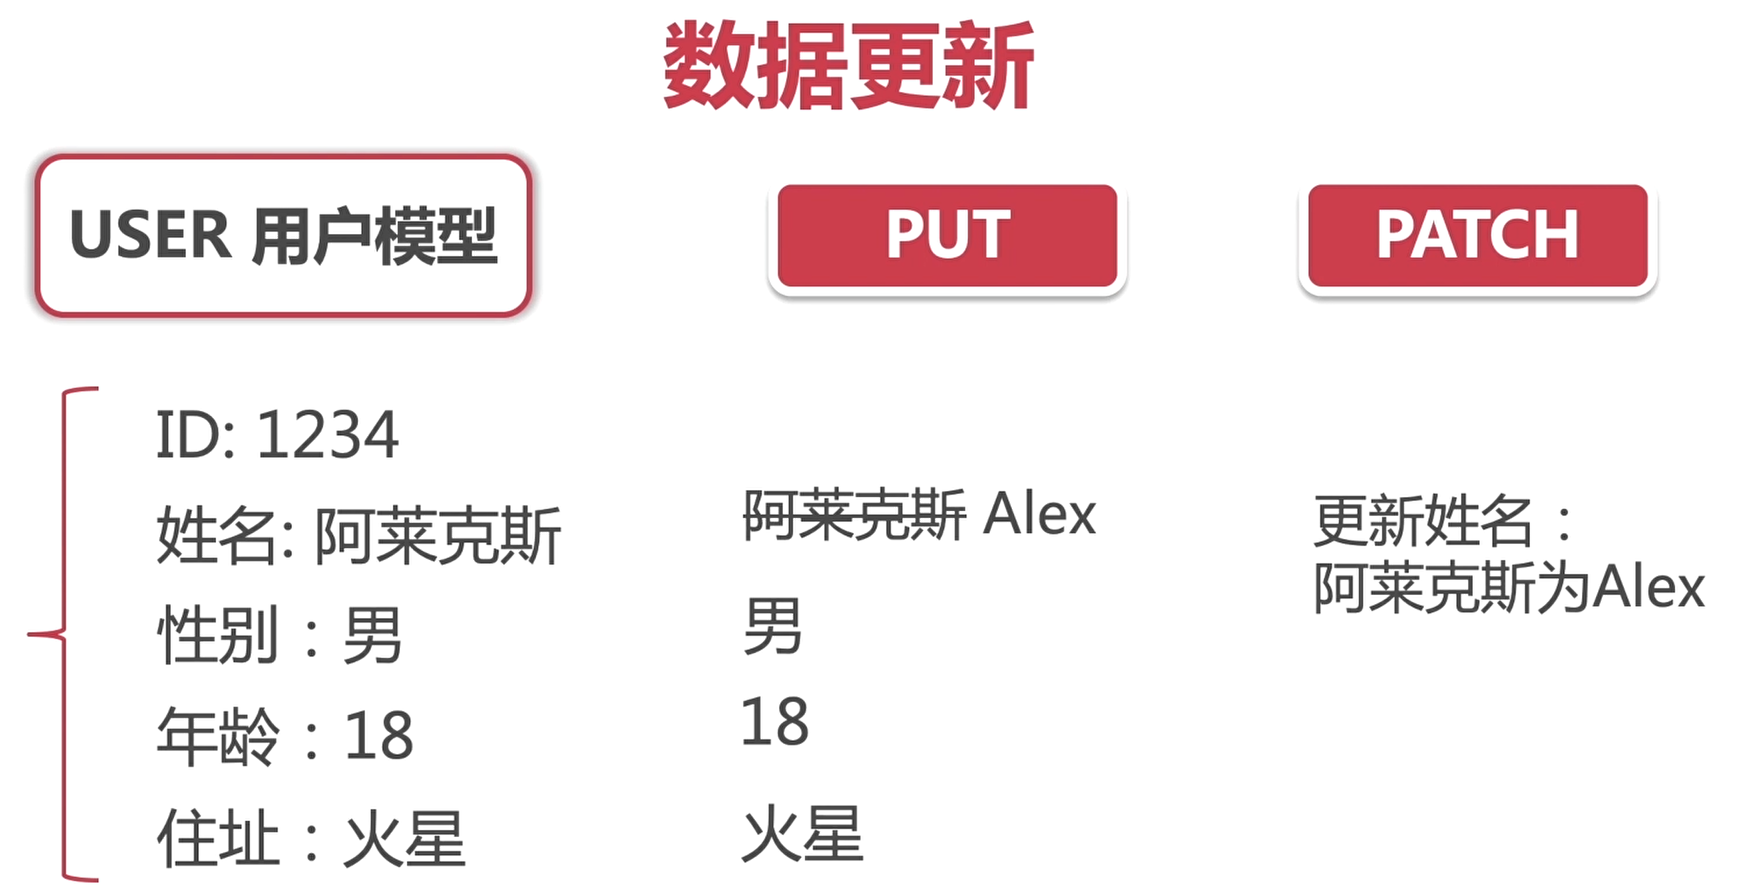 数据更新
USER 用户模型
PUT
PATCH
ID: 1234
姓名: 阿莱克斯
性别：男
年龄：18
住址：火星
阿莱克斯 Alex
男
18
火星
更新姓名：
阿莱克斯为Alex